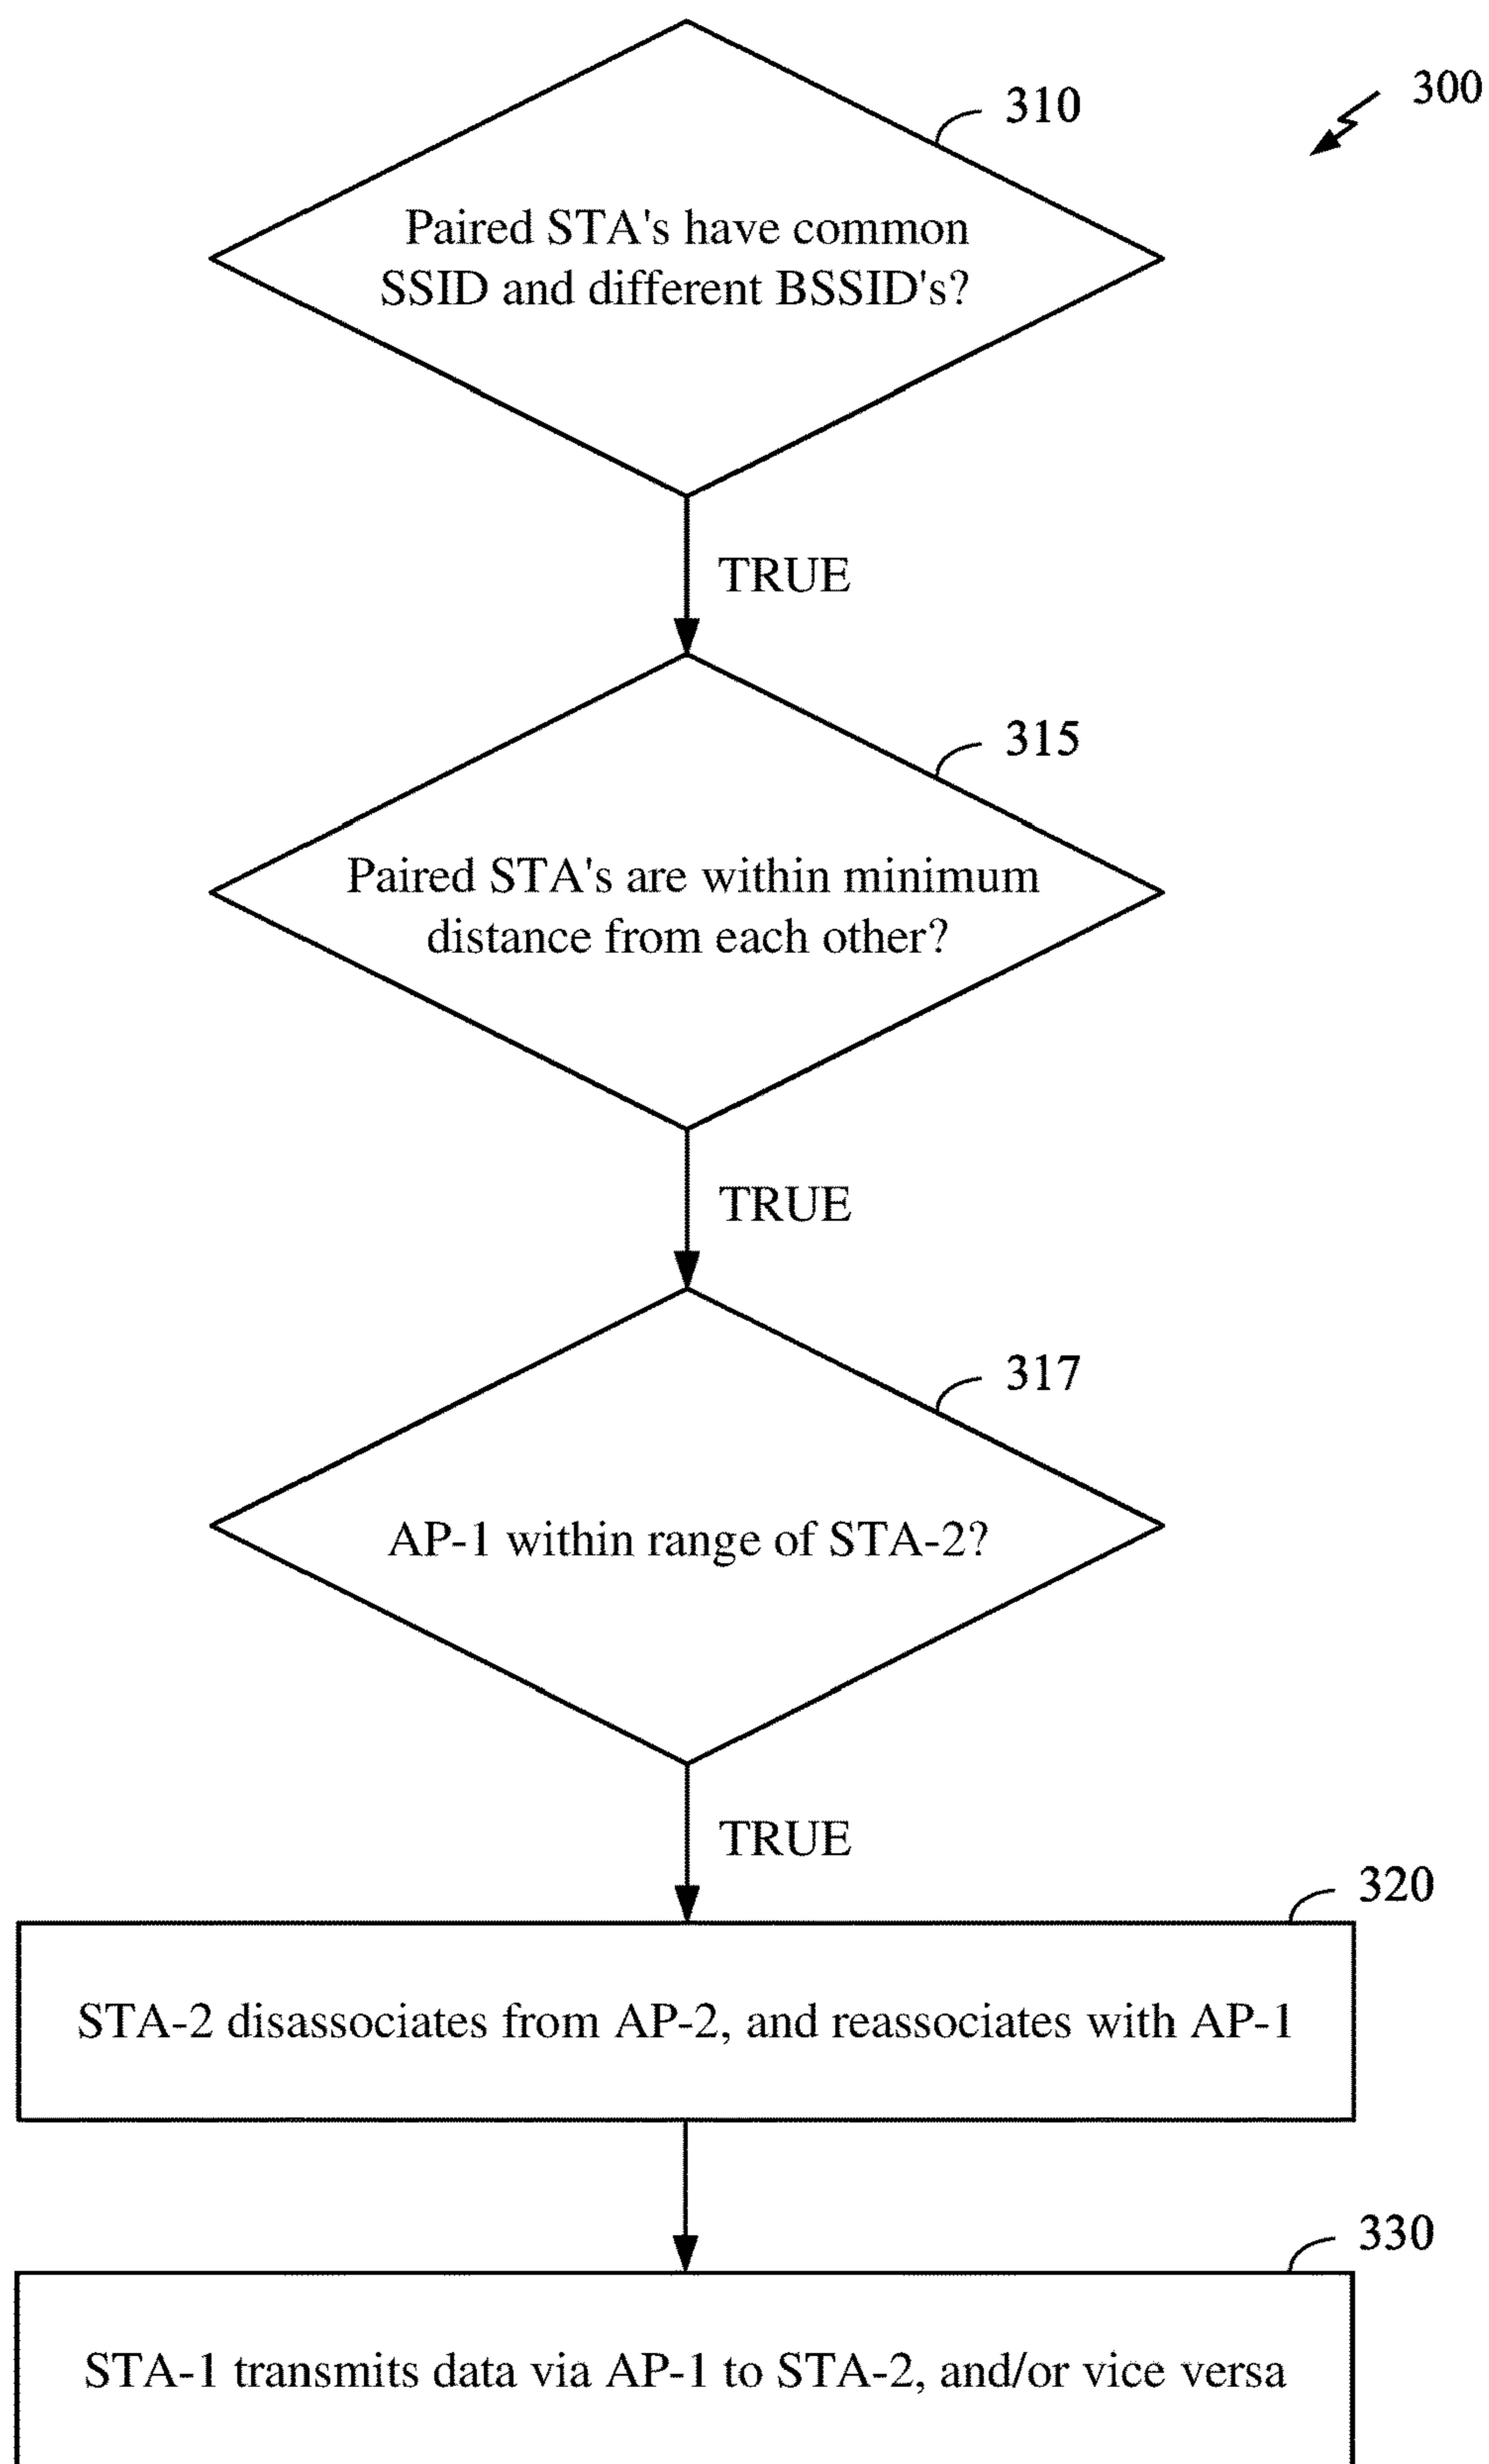 310
300
Paired STA's have common
SSID and different BSSID's?
TRUE
315
Paired STA's are within minimum
distance from each other?
TRUE
317
AP-1 within range of STA-2?
TRUE
320
STA-2 disassociates from AP-2, and reassociates with AP-1
330
STA-1 transmits data via AP-1 to STA-2, and/or vice versa